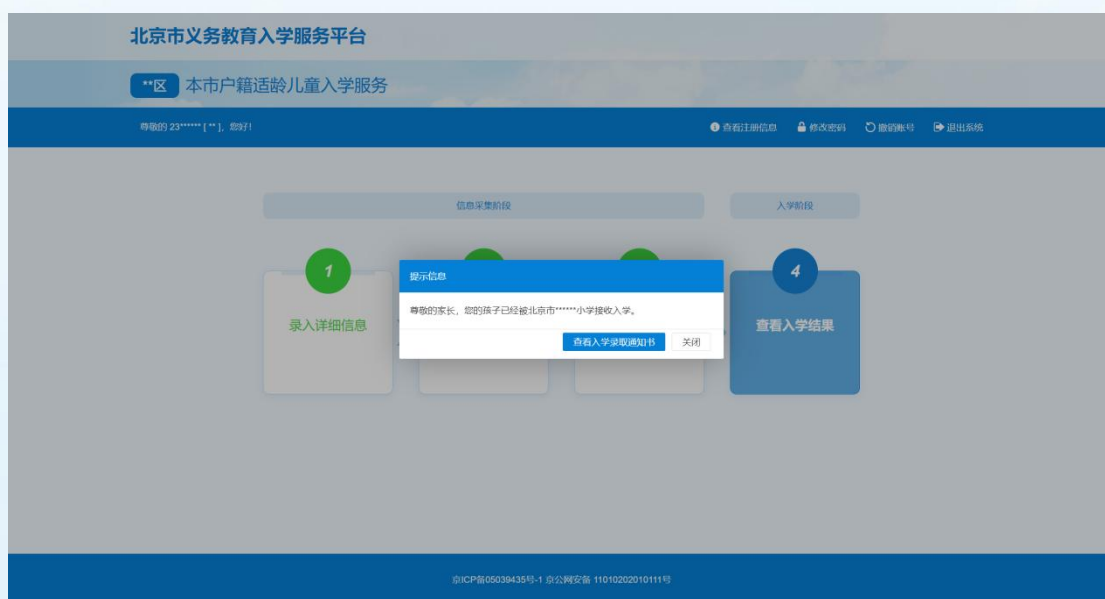 北京市义务教育入学服务平台
**区 本市户籍适龄儿童入学服务
尊敬的 23****** [ ** ]，您好!
查看注册信息 修改密码 撤销账号 退出系统
信息采集阶段 入学阶段
1 4
提示信息
尊敬的家长，您的孩子已经被北京市******小学接收入学。
录入详细信息 查看入学结果
查看入学录取通知书 关闭
京ICP备05039435号-1 京公网安备 11010202010111号